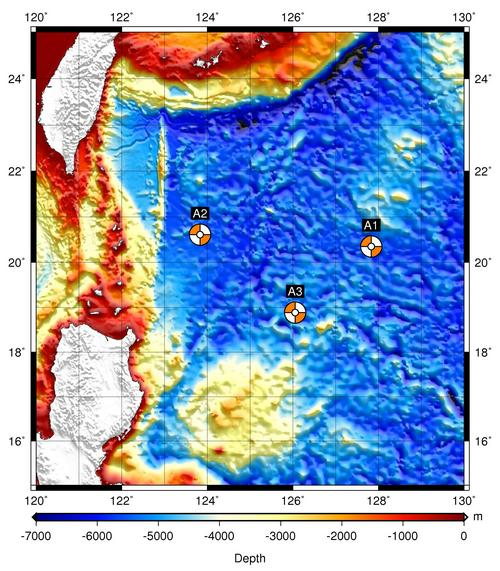 120˚ 122˚ 124˚ 126˚ 128˚ 130˚
24˚ 24˚
22˚ 22˚
A2
A1
20˚ 20˚
A3
18˚ 18˚
16˚ 16˚
120˚ 122˚ 124˚ 126˚ 128˚ 130˚
m
-7000 -6000 -5000 -4000 -3000 -2000 -1000 0
Depth